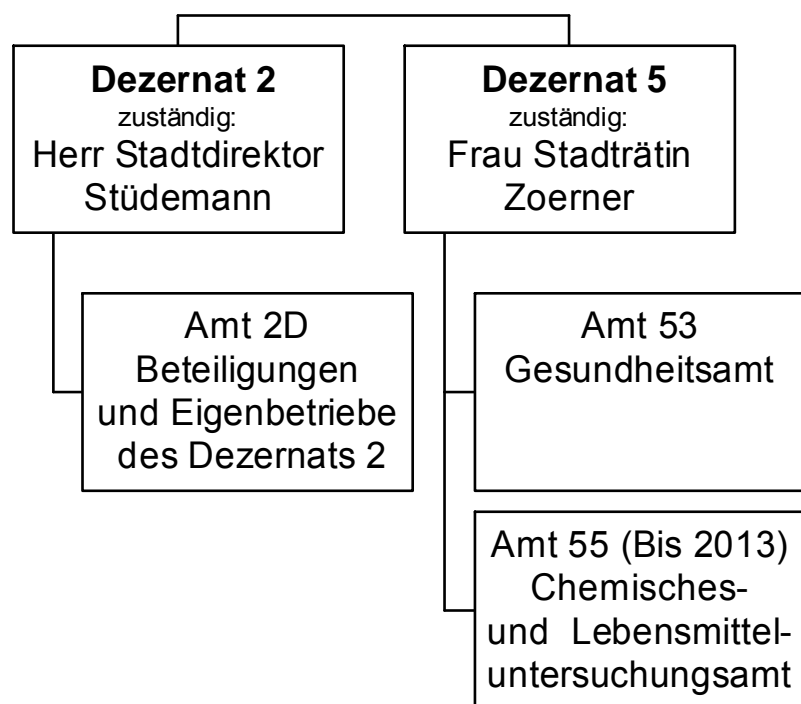 Dezernat 2
zuständig:
Herr Stadtdirektor
Stüdemann
Dezernat 5
zuständig:
Frau Stadträtin
Zoerner
Amt 2D
Beteiligungen
und Eigenbetriebe
des Dezernats 2
Amt 53
Gesundheitsamt
Amt 55 (Bis 2013)
Chemisches-
und Lebensmittel-
untersuchungsamt